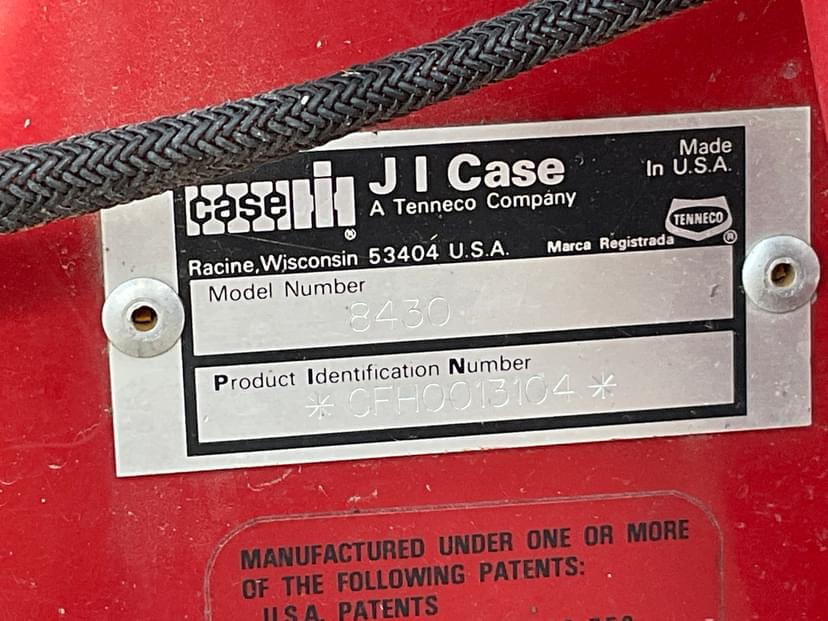 case IH ®
J I Case
A Tenneco Company
Made
In U.S.A.
TENNECO ®
Racine, Wisconsin 53404 U.S.A.
Marca Registrada
Model Number
8430
Product Identification Number
* CFH0013104 *
MANUFACTURED UNDER ONE OR MORE
OF THE FOLLOWING PATENTS:
U.S.A. PATENTS